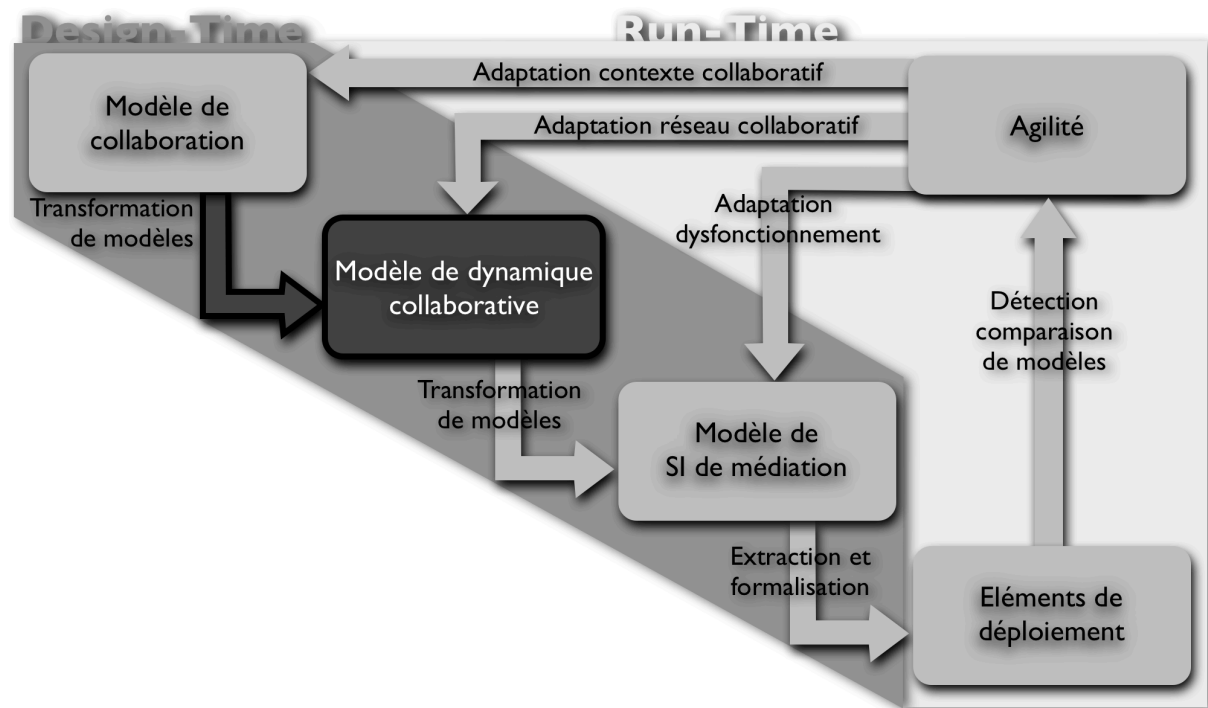 Design-Time
Run-Time
Adaptation contexte collaboratif
Modèle de
collaboration
Adaptation réseau collaboratif
Agilité
Transformation
de modèles
Adaptation
dysfonctionnement
Modèle de dynamique
collaborative
Détection
comparaison
de modèles
Transformation
de modèles
Modèle de
SI de médiation
Extraction et
formalisation
Eléments de
déploiement